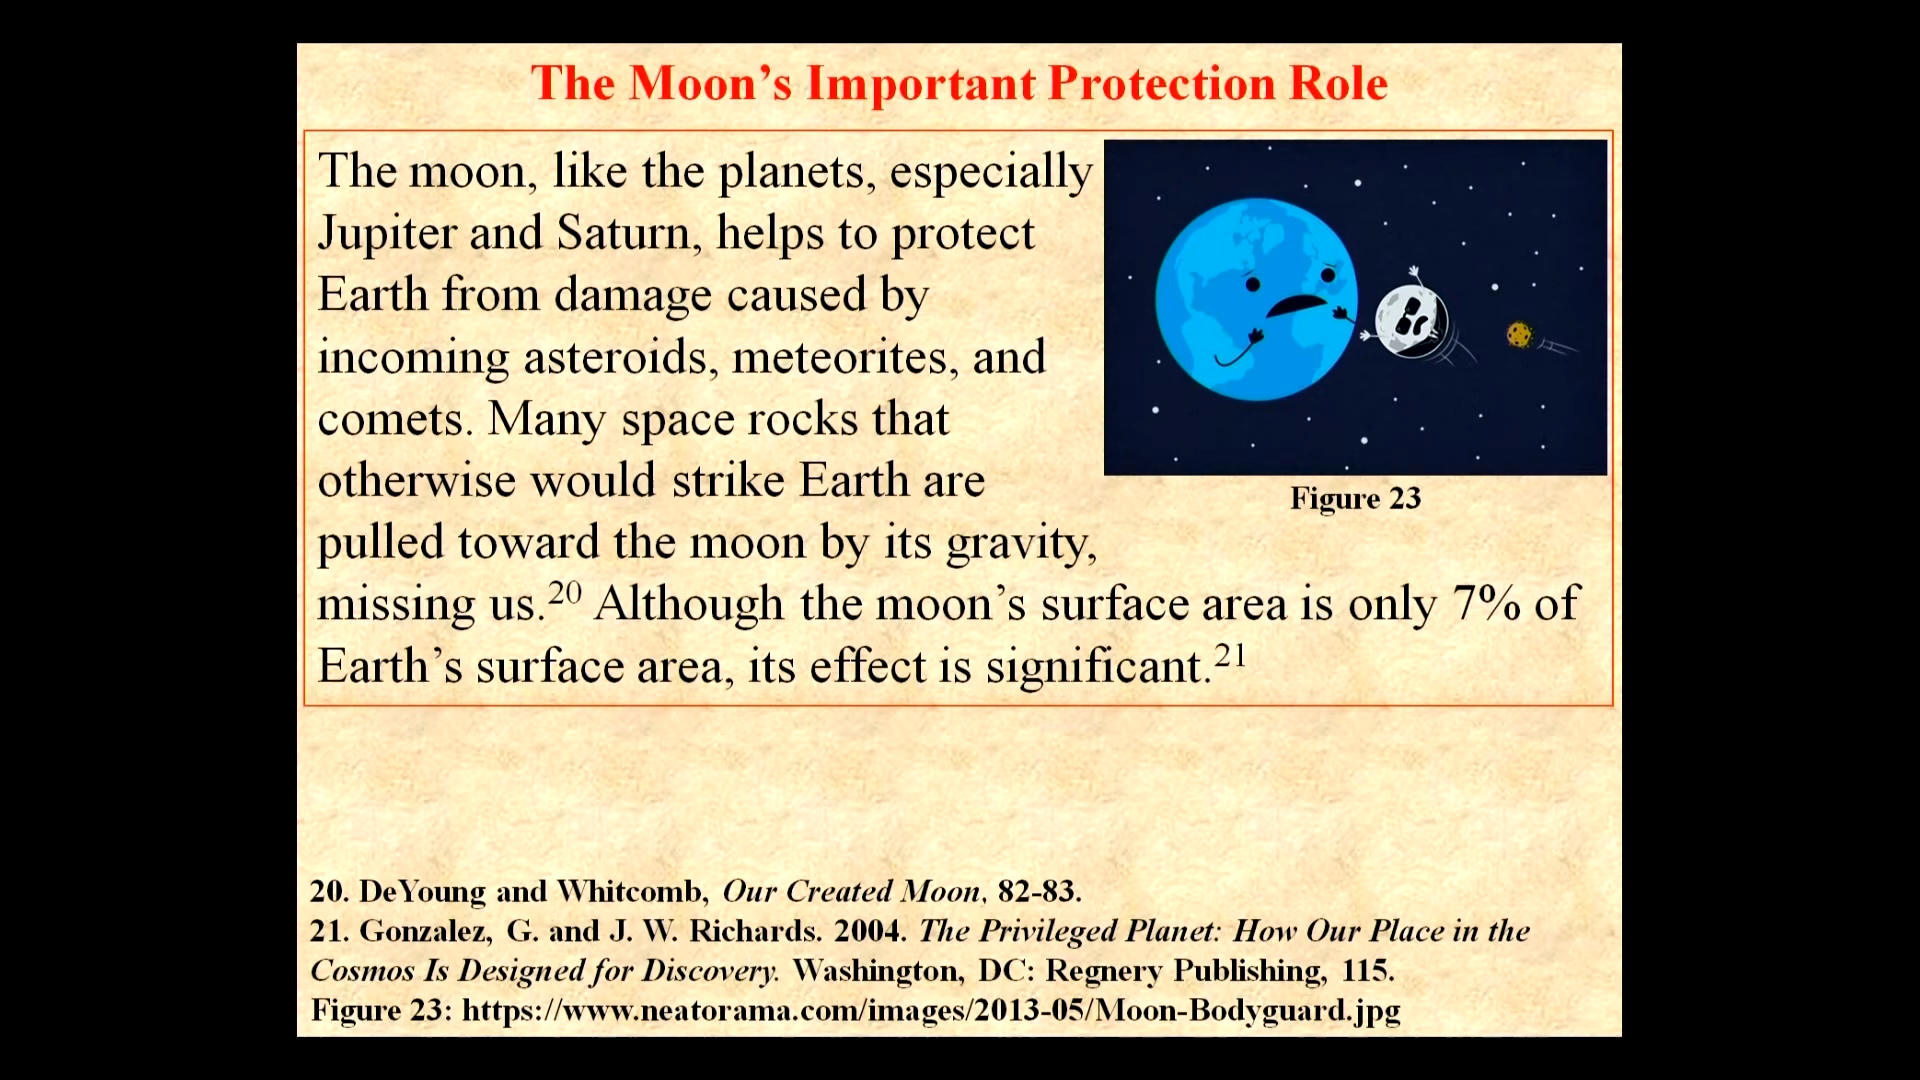 The Moon’s Important Protection Role
The moon, like the planets, especially
Jupiter and Saturn, helps to protect
Earth from damage caused by
incoming asteroids, meteorites, and
comets. Many space rocks that
otherwise would strike Earth are
pulled toward the moon by its gravity,
missing us.20 Although the moon’s surface area is only 7% of
Earth’s surface area, its effect is significant.21
Figure 23
20. DeYoung and Whitcomb, Our Created Moon, 82-83.
21. Gonzalez, G. and J. W. Richards. 2004. The Privileged Planet: How Our Place in the
Cosmos Is Designed for Discovery. Washington, DC: Regnery Publishing, 115.
Figure 23: https://www.neatorama.com/images/2013-05/Moon-Bodyguard.jpg